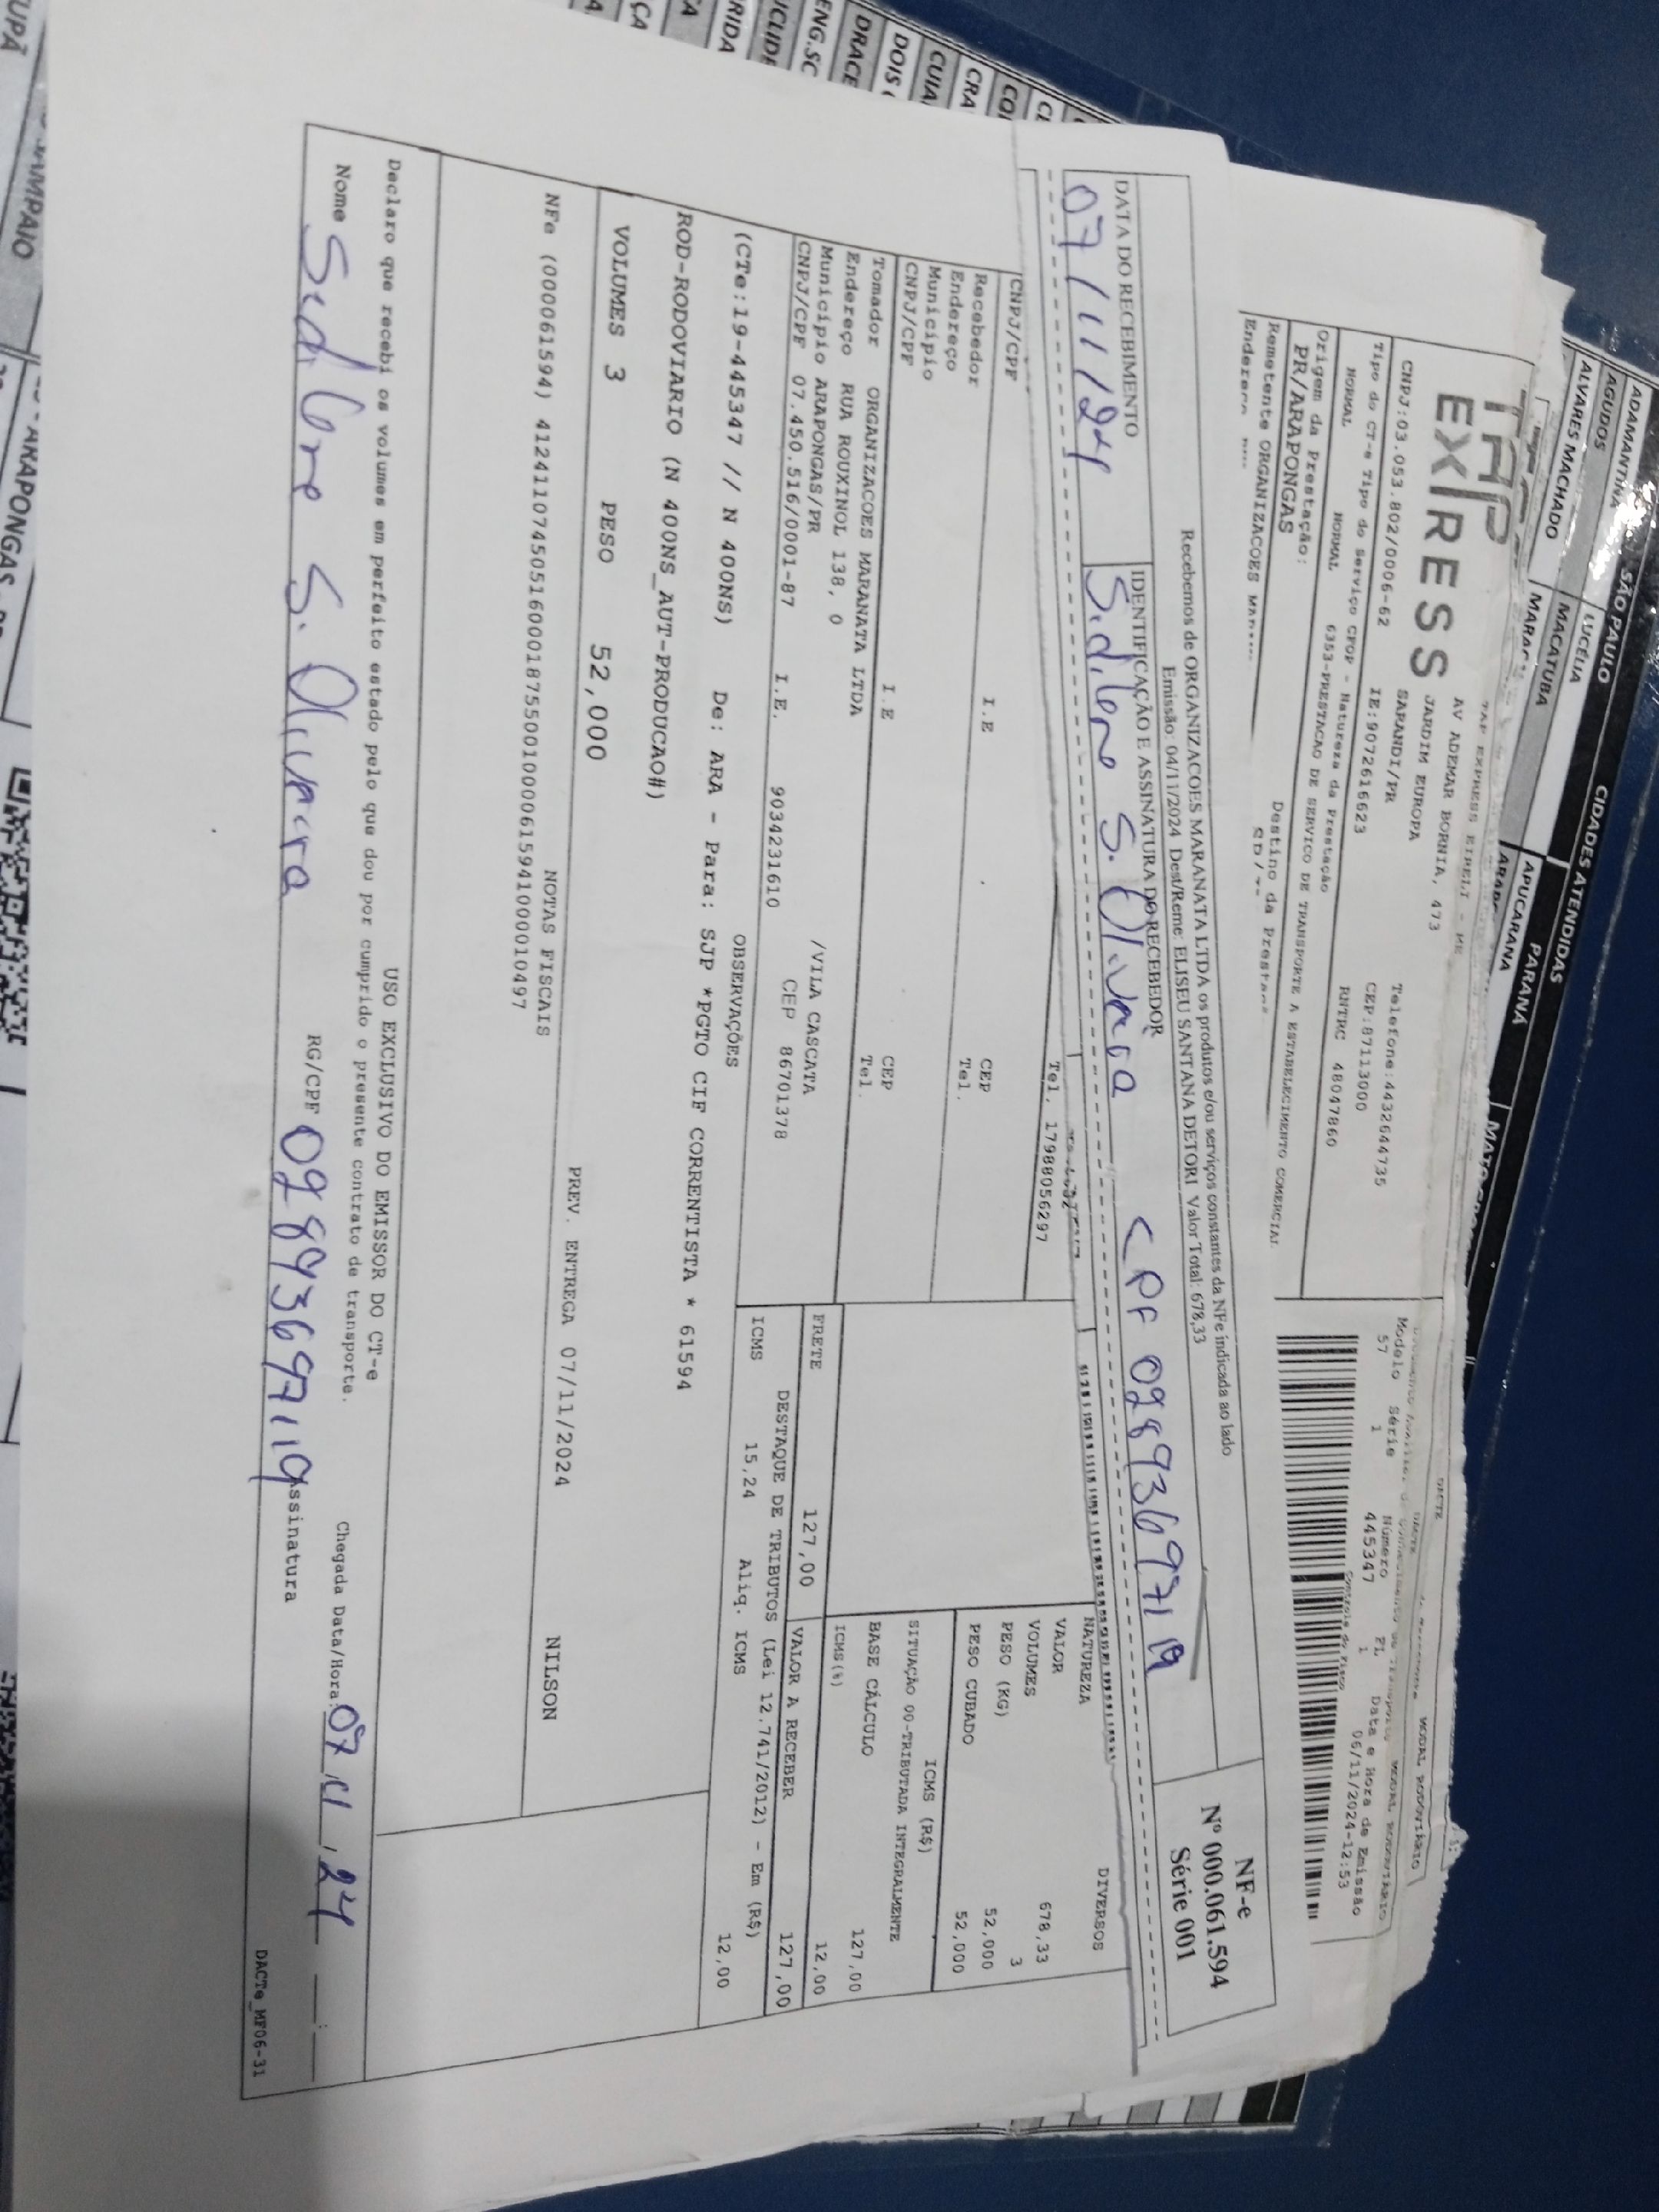 ADAMANTINA
AGUDOS
ALVARES MACHADO
SÃO PAULO
LUCÉLIA
MACATUBA
CIDADES ATENDIDAS
PARANÁ
APUCARANA
TAP EXPRESS EIRELI - ME
EXPRESS
AV ADEMAR BORNIA, 473
JARDIM EUROPA
SARANDI/PR
Telefone:4432644735
CNPJ:03.053.802/0006-62
IE:9072616623
CEP:87113000
RNTRC 48047860
Tipo do CT-e Tipo do Serviço CFOP - Natureza da Prestação
NORMAL NORMAL 6353-PRESTACAO DE SERVICO DE TRANSPORTE A ESTABELECIMENTO COMERCIAL
Origem da Prestação:
PR/ARAPONGAS
Destino da
Remetente ORGANIZACOES
Endereço
MODAL RODOVIÁRIO
Modelo Série Número FL Data e Hora de Emissão
57 1 445347 1 06/11/2024-12:53
Controle do Fisco
Recebemos de ORGANIZACOES MARANATA LTDA os produtos e/ou serviços constantes da NFe indicada ao lado
Emissão: 04/11/2024 Dest/Reme: ELISEU SANTANA DETORI Valor Total: 678,33
NF-e
Nº 000.061.594
Série 001
DATA DO RECEBIMENTO
07/11/24
IDENTIFICAÇÃO E ASSINATURA DO RECEBEDOR
Sidilene S. Oliveira CPF 09893697119
CNPJ/CPF
Tel. 17988056297
Recebedor
Endereço
Município
CNPJ/CPF
I.E
CEP
Tel.
I.E
CEP
Tel.
Tomador ORGANIZACOES MARANATA LTDA
Endereço RUA ROUXINOL 138, 0 /VILA CASCATA
Município ARAPONGAS/PR CEP 86701378
CNPJ/CPF 07.450.516/0001-87 I.E. 9034231610
NATUREZA DIVERSOS
VALOR 678,33
VOLUMES 3
PESO (KG) 52,000
PESO CUBADO 52,000
ICMS (R$)
SITUAÇÃO 00-TRIBUTADA INTEGRALMENTE
BASE CÁLCULO 127,00
ICMS(%) 12,00
FRETE 127,00
VALOR A RECEBER 127,00
DESTAQUE DE TRIBUTOS (Lei 12.741/2012) - Em (R$)
ICMS 15,24 Aliq. ICMS 12,00
OBSERVAÇÕES
(CTe:19-445347 // N 400NS) De: ARA - Para: SJP *PGTO CIF CORRENTISTA * 61594
ROD-RODOVIARIO (N 400NS_AUT-PRODUCAO#)
VOLUMES 3 PESO 52,000
PREV. ENTREGA 07/11/2024 NILSON
NOTAS FISCAIS
NFe (000061594) 41241107450516000187550010000615941000010497
USO EXCLUSIVO DO EMISSOR DO CT-e
Declaro que recebi os volumes em perfeito estado pelo que dou por cumprido o presente contrato de transporte.
Chegada Data/Hora: 07/11/24
Nome Sidilene S. Oliveira RG/CPF 09893697119 Assinatura
DACTe_MF06-31